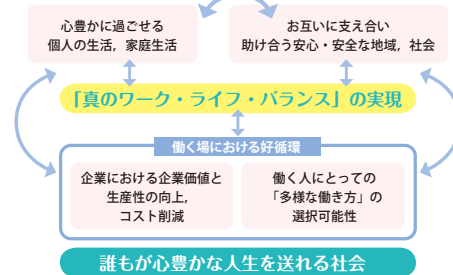 心豊かに過ごせる
個人の生活，家庭生活
お互いに支え合い
助け合う安心・安全な地域，社会
「真のワーク・ライフ・バランス」の実現
働く場における好循環
企業における企業価値と
生産性の向上，
コスト削減
働く人にとっての
「多様な働き方」の
選択可能性
誰もが心豊かな人生を送れる社会